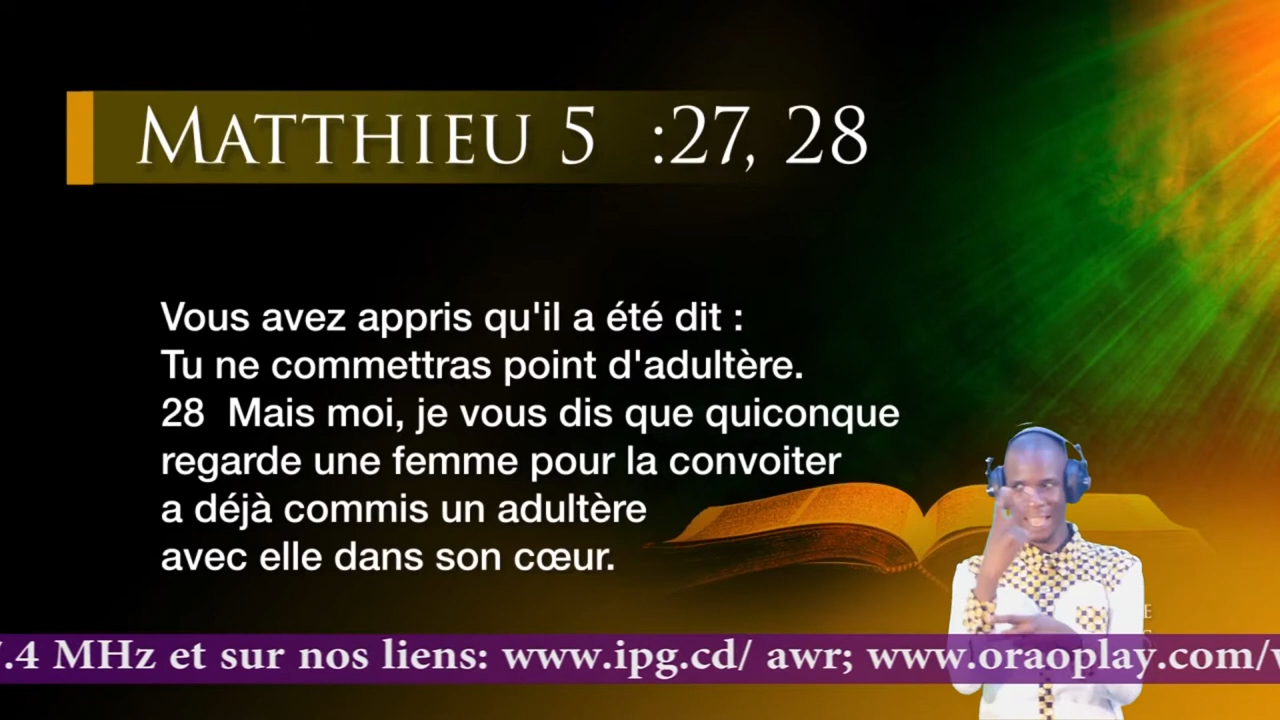 MATTHIEU 5 :27, 28
Vous avez appris qu'il a été dit :
Tu ne commettras point d'adultère.
28 Mais moi, je vous dis que quiconque
regarde une femme pour la convoiter
a déjà commis un adultère
avec elle dans son cœur.
.4 MHz et sur nos liens: www.ipg.cd/ awr; www.oraoplay.com/